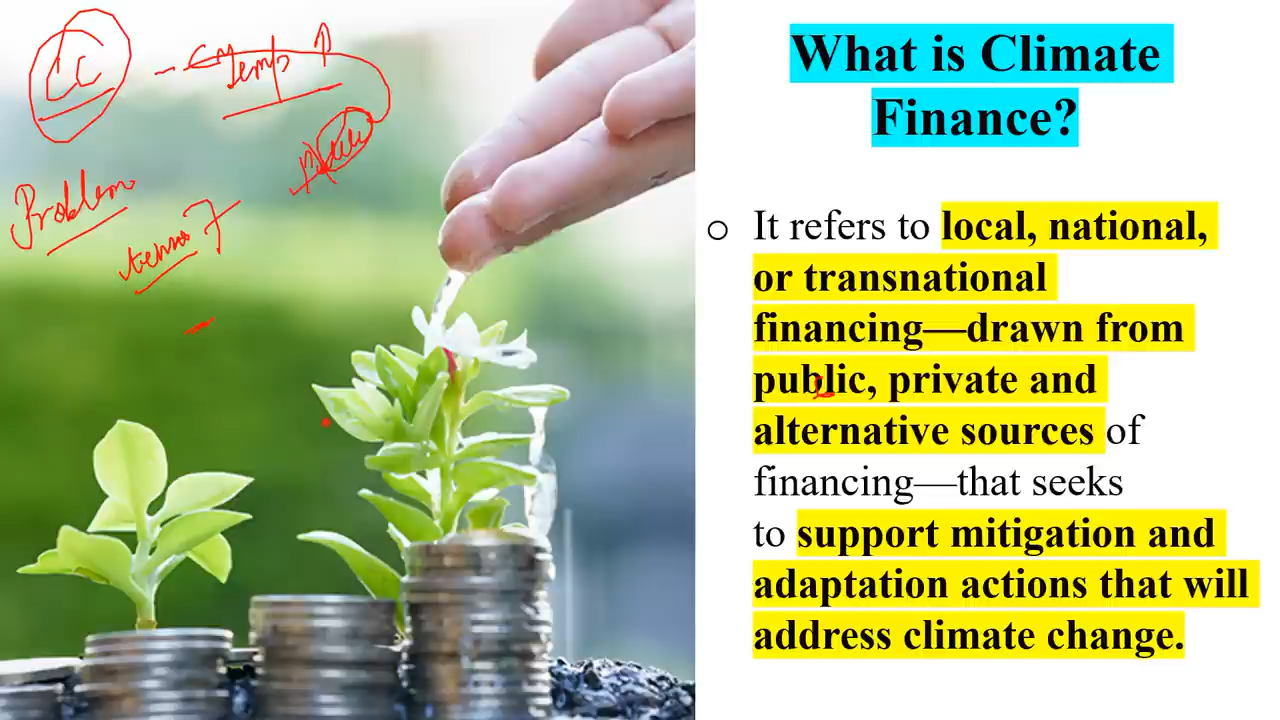 CC
Temp ↑
Problem
What is Climate
Finance?
○ It refers to local, national,
or transnational
financing—drawn from
public, private and
alternative sources of
financing—that seeks
to support mitigation and
adaptation actions that will
address climate change.